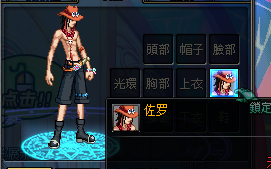 頭部 帽子 臉部
光環 胸部 上衣
佐罗
鎖定